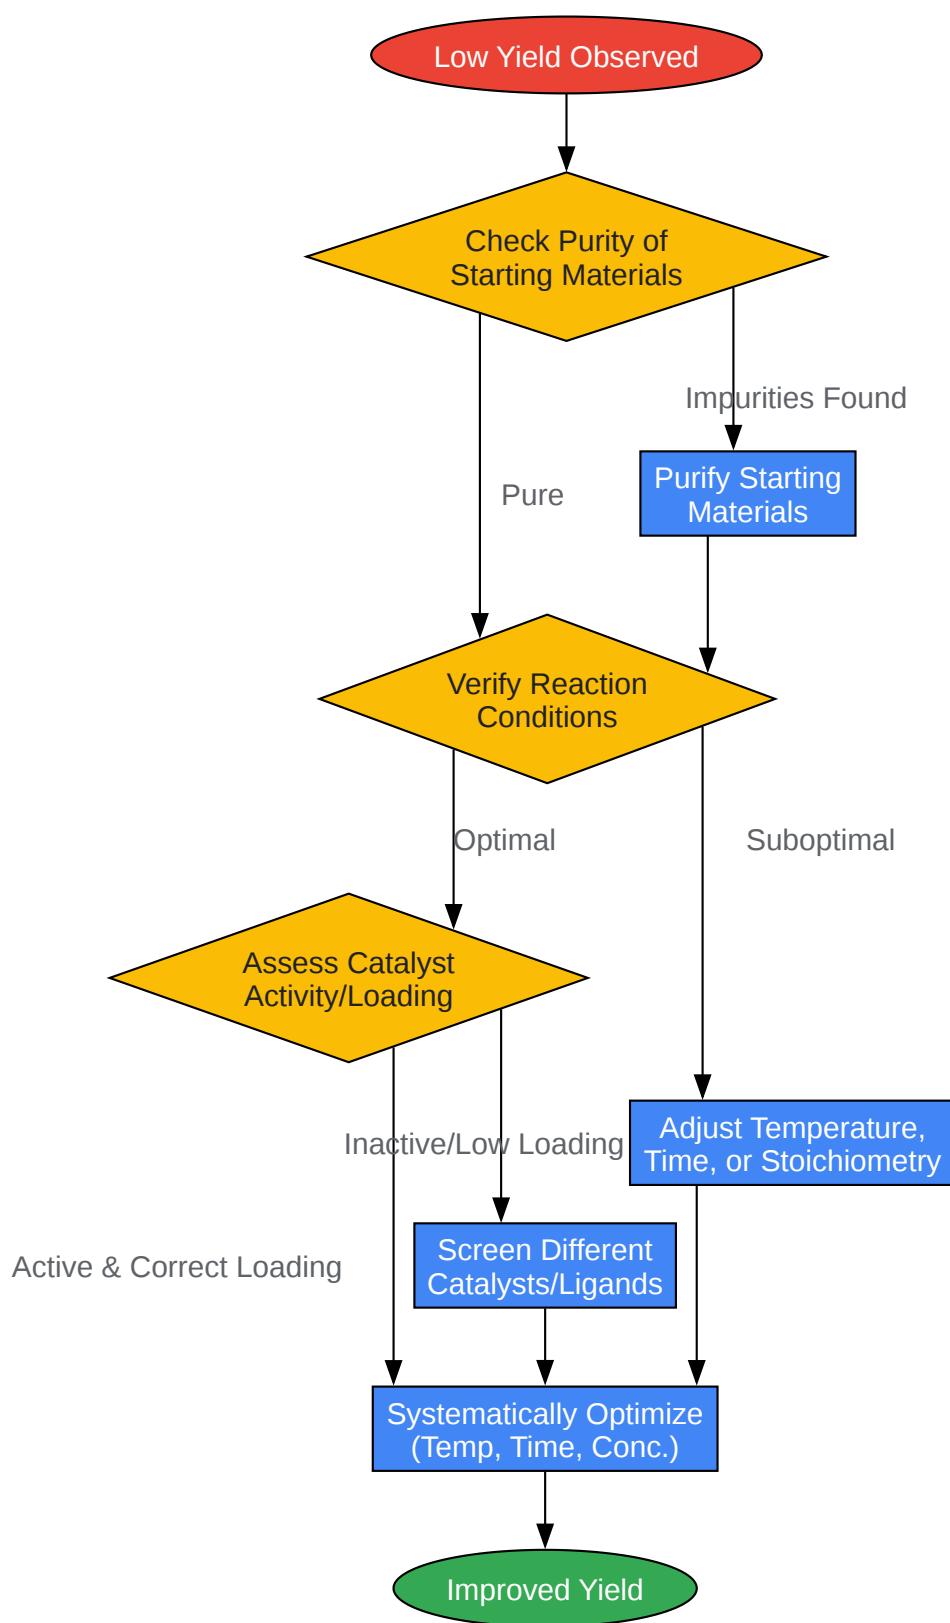 Low Yield Observed
Check Purity of
Starting Materials
Impurities Found
Purify Starting
Materials
Pure
Verify Reaction
Conditions
Optimal
Suboptimal
Assess Catalyst
Activity/Loading
Inactive/Low Loading
Adjust Temperature,
Time, or Stoichiometry
Active & Correct Loading
Screen Different
Catalysts/Ligands
Systematically Optimize
(Temp, Time, Conc.)
Improved Yield